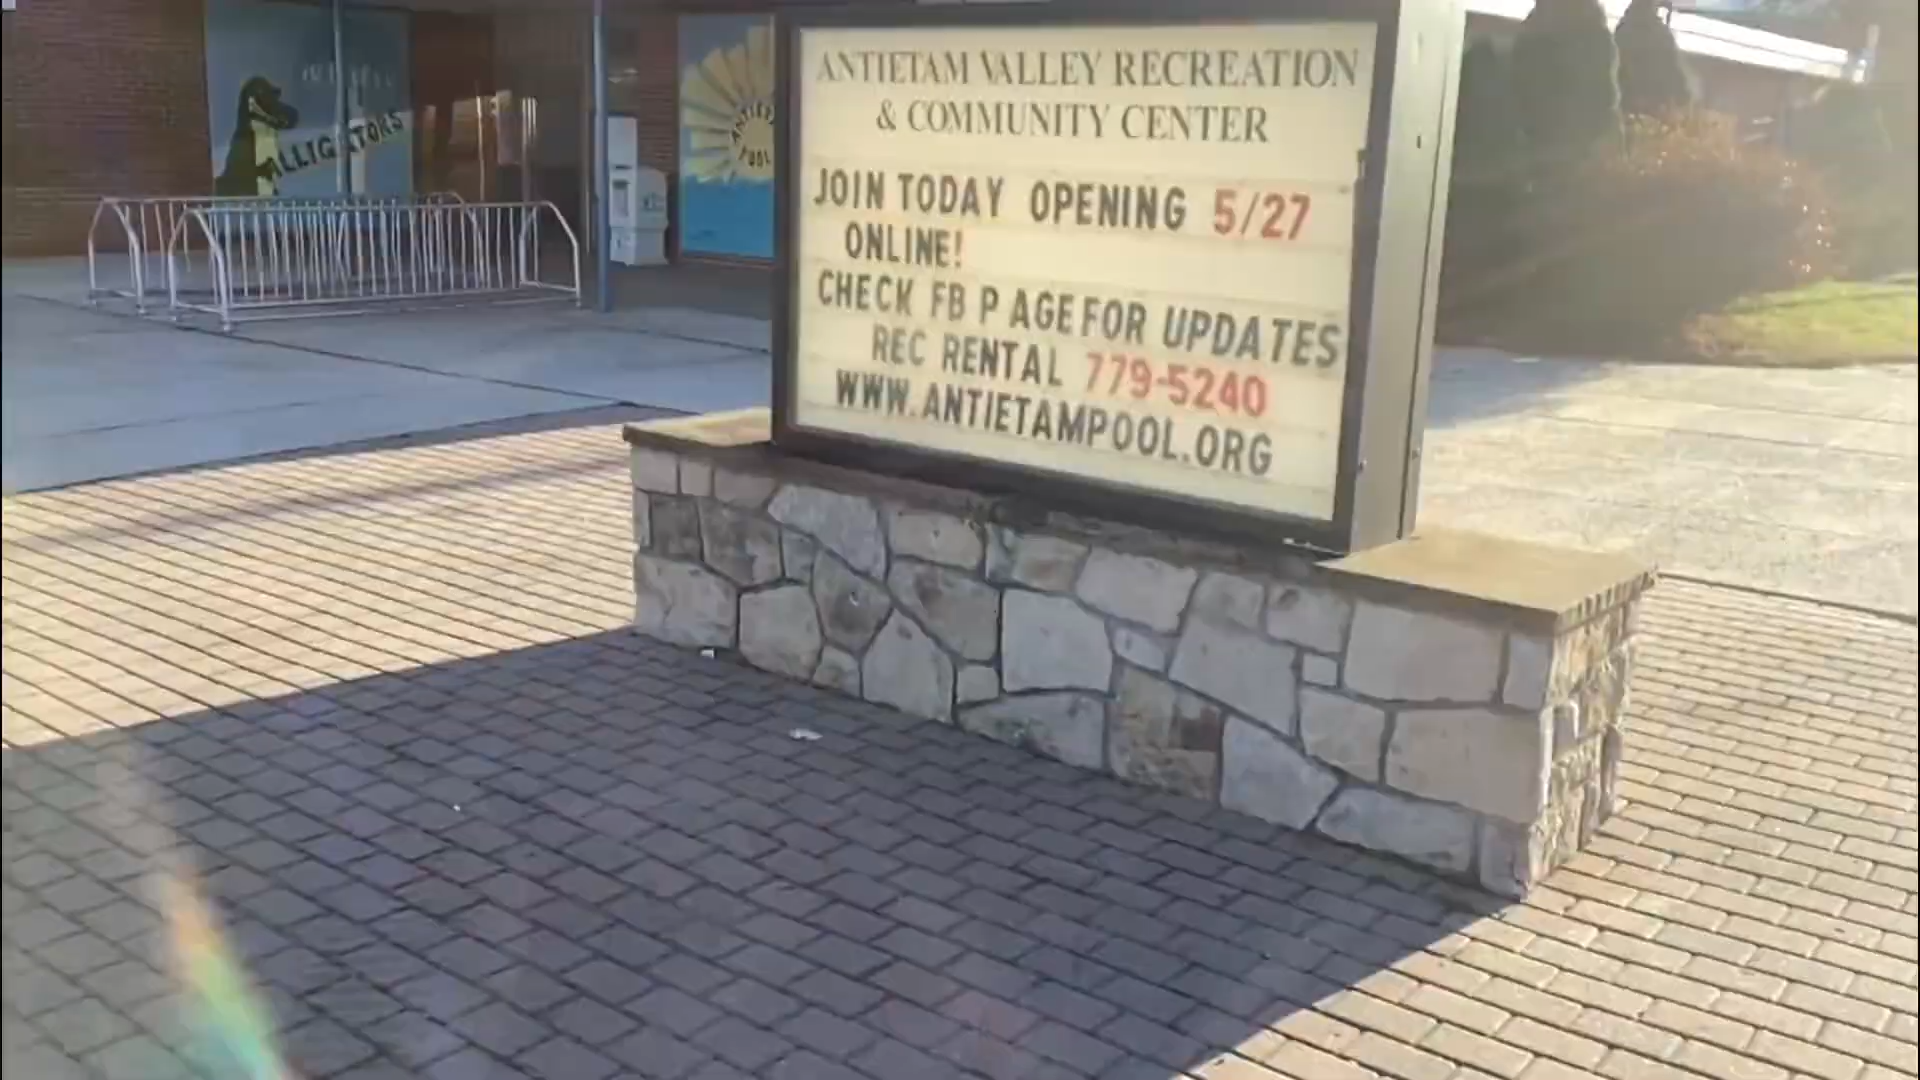 ANTIETAM VALLEY RECREATION
& COMMUNITY CENTER
JOIN TODAY OPENING 5/27
ONLINE!
CHECK FB P AGE FOR UPDATES
REC RENTAL 779-5240
WWW.ANTIETAMPOOL.ORG
ALLIGATORS
POOL